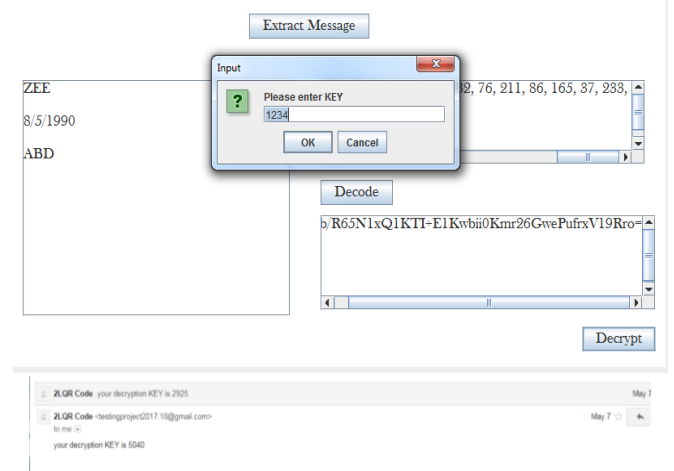 Extract Message
Input
Please enter KEY
1234
OK Cancel
ZEE
8/5/1990
ABD
76, 211, 86, 165, 37, 233,
Decode
b/R65N1xQ1KTI+E1Kwbii0Kmr26GwePufrxV19Rro=
Decrypt
2LQR Code your decryption KEY is 2925 May 7
2LQR Code <testingproject2017.18@gmail.com> May 7
to me
your decryption KEY is 5040